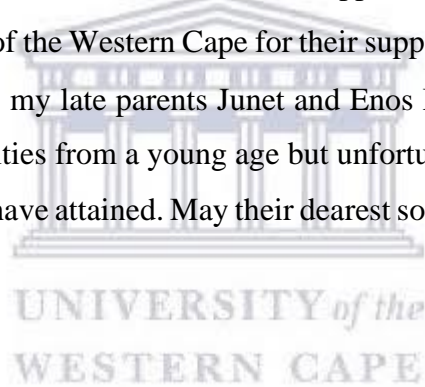 of the Western Cape for their supp
my late parents Junet and Enos
ities from a young age but unfortu
have attained. May their dearest so
UNIVERSITY of the
WESTERN CAPE